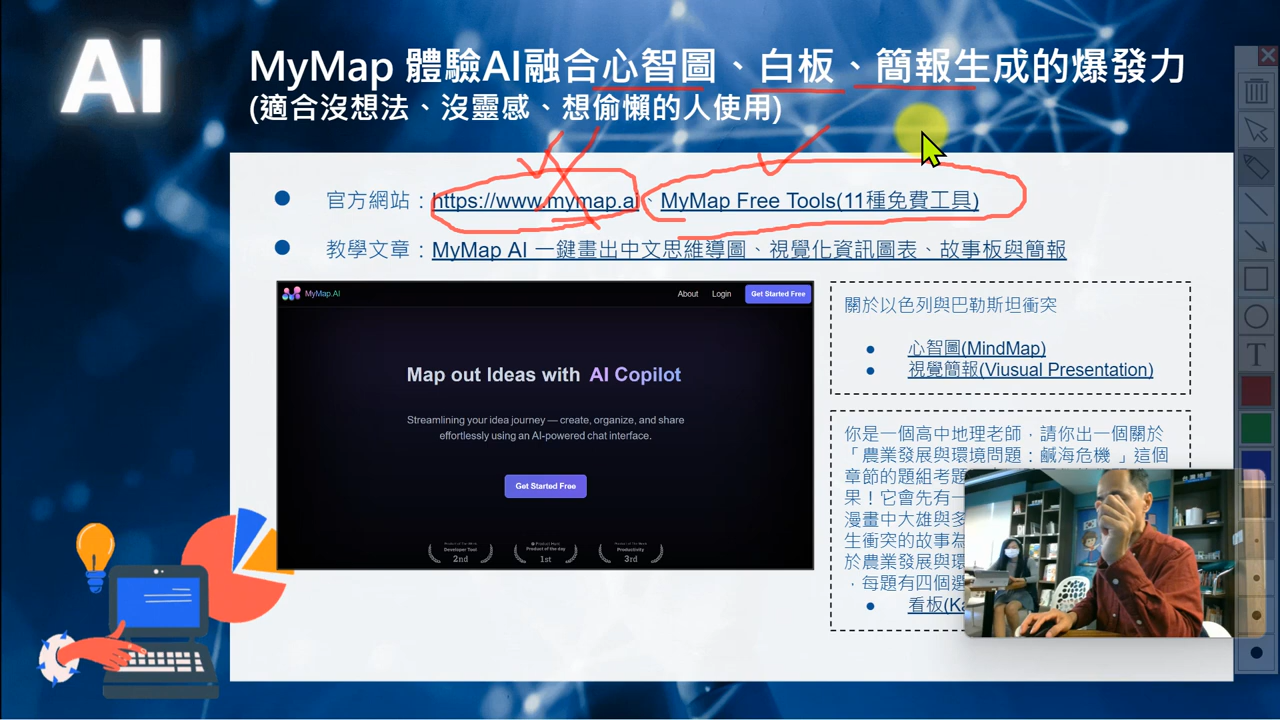 AI
MyMap 體驗AI融合心智圖、白板、簡報生成的爆發力
(適合沒想法、沒靈感、想偷懶的人使用)
官方網站：https://www.mymap.ai、MyMap Free Tools(11種免費工具)
教學文章：MyMap AI 一鍵畫出中文思維導圖、視覺化資訊圖表、故事板與簡報
MyMap.AI
About Login Get Started Free
Map out Ideas with AI Copilot
Streamlining your idea journey — create, organize, and share
effortlessly using an AI-powered chat interface.
Get Started Free
Developer Tool
2nd
Product of the day
1st
Productivity
3rd
關於以色列與巴勒斯坦衝突
心智圖(MindMap)
視覺簡報(Viusual Presentation)
你是一個高中地理老師，請你出一個關於
「農業發展與環境問題：鹹海危機 」這個
章節的題組考題
果！它會先有一
漫畫中大雄與多
生衝突的故事為
於農業發展與環
，每題有四個選
看板(Ka
T